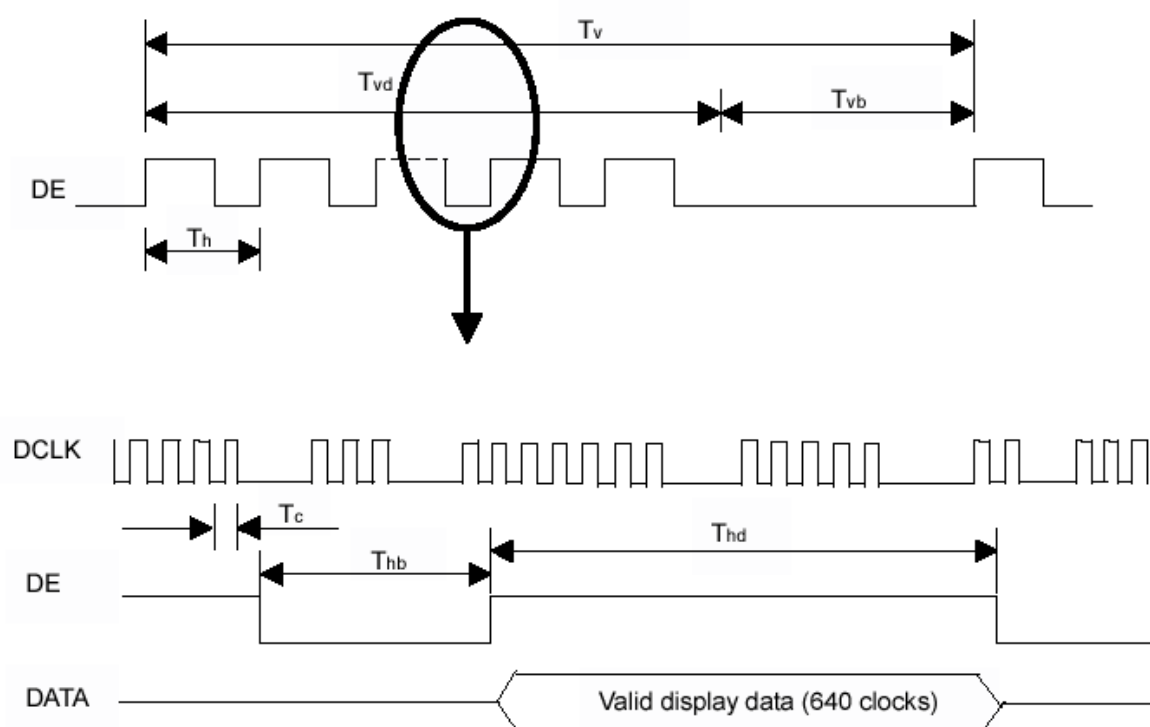 Tv
Tvd
Tvb
DE
Th
DCLK
Tc
Thd
Thb
DE
DATA
Valid display data (640 clocks)